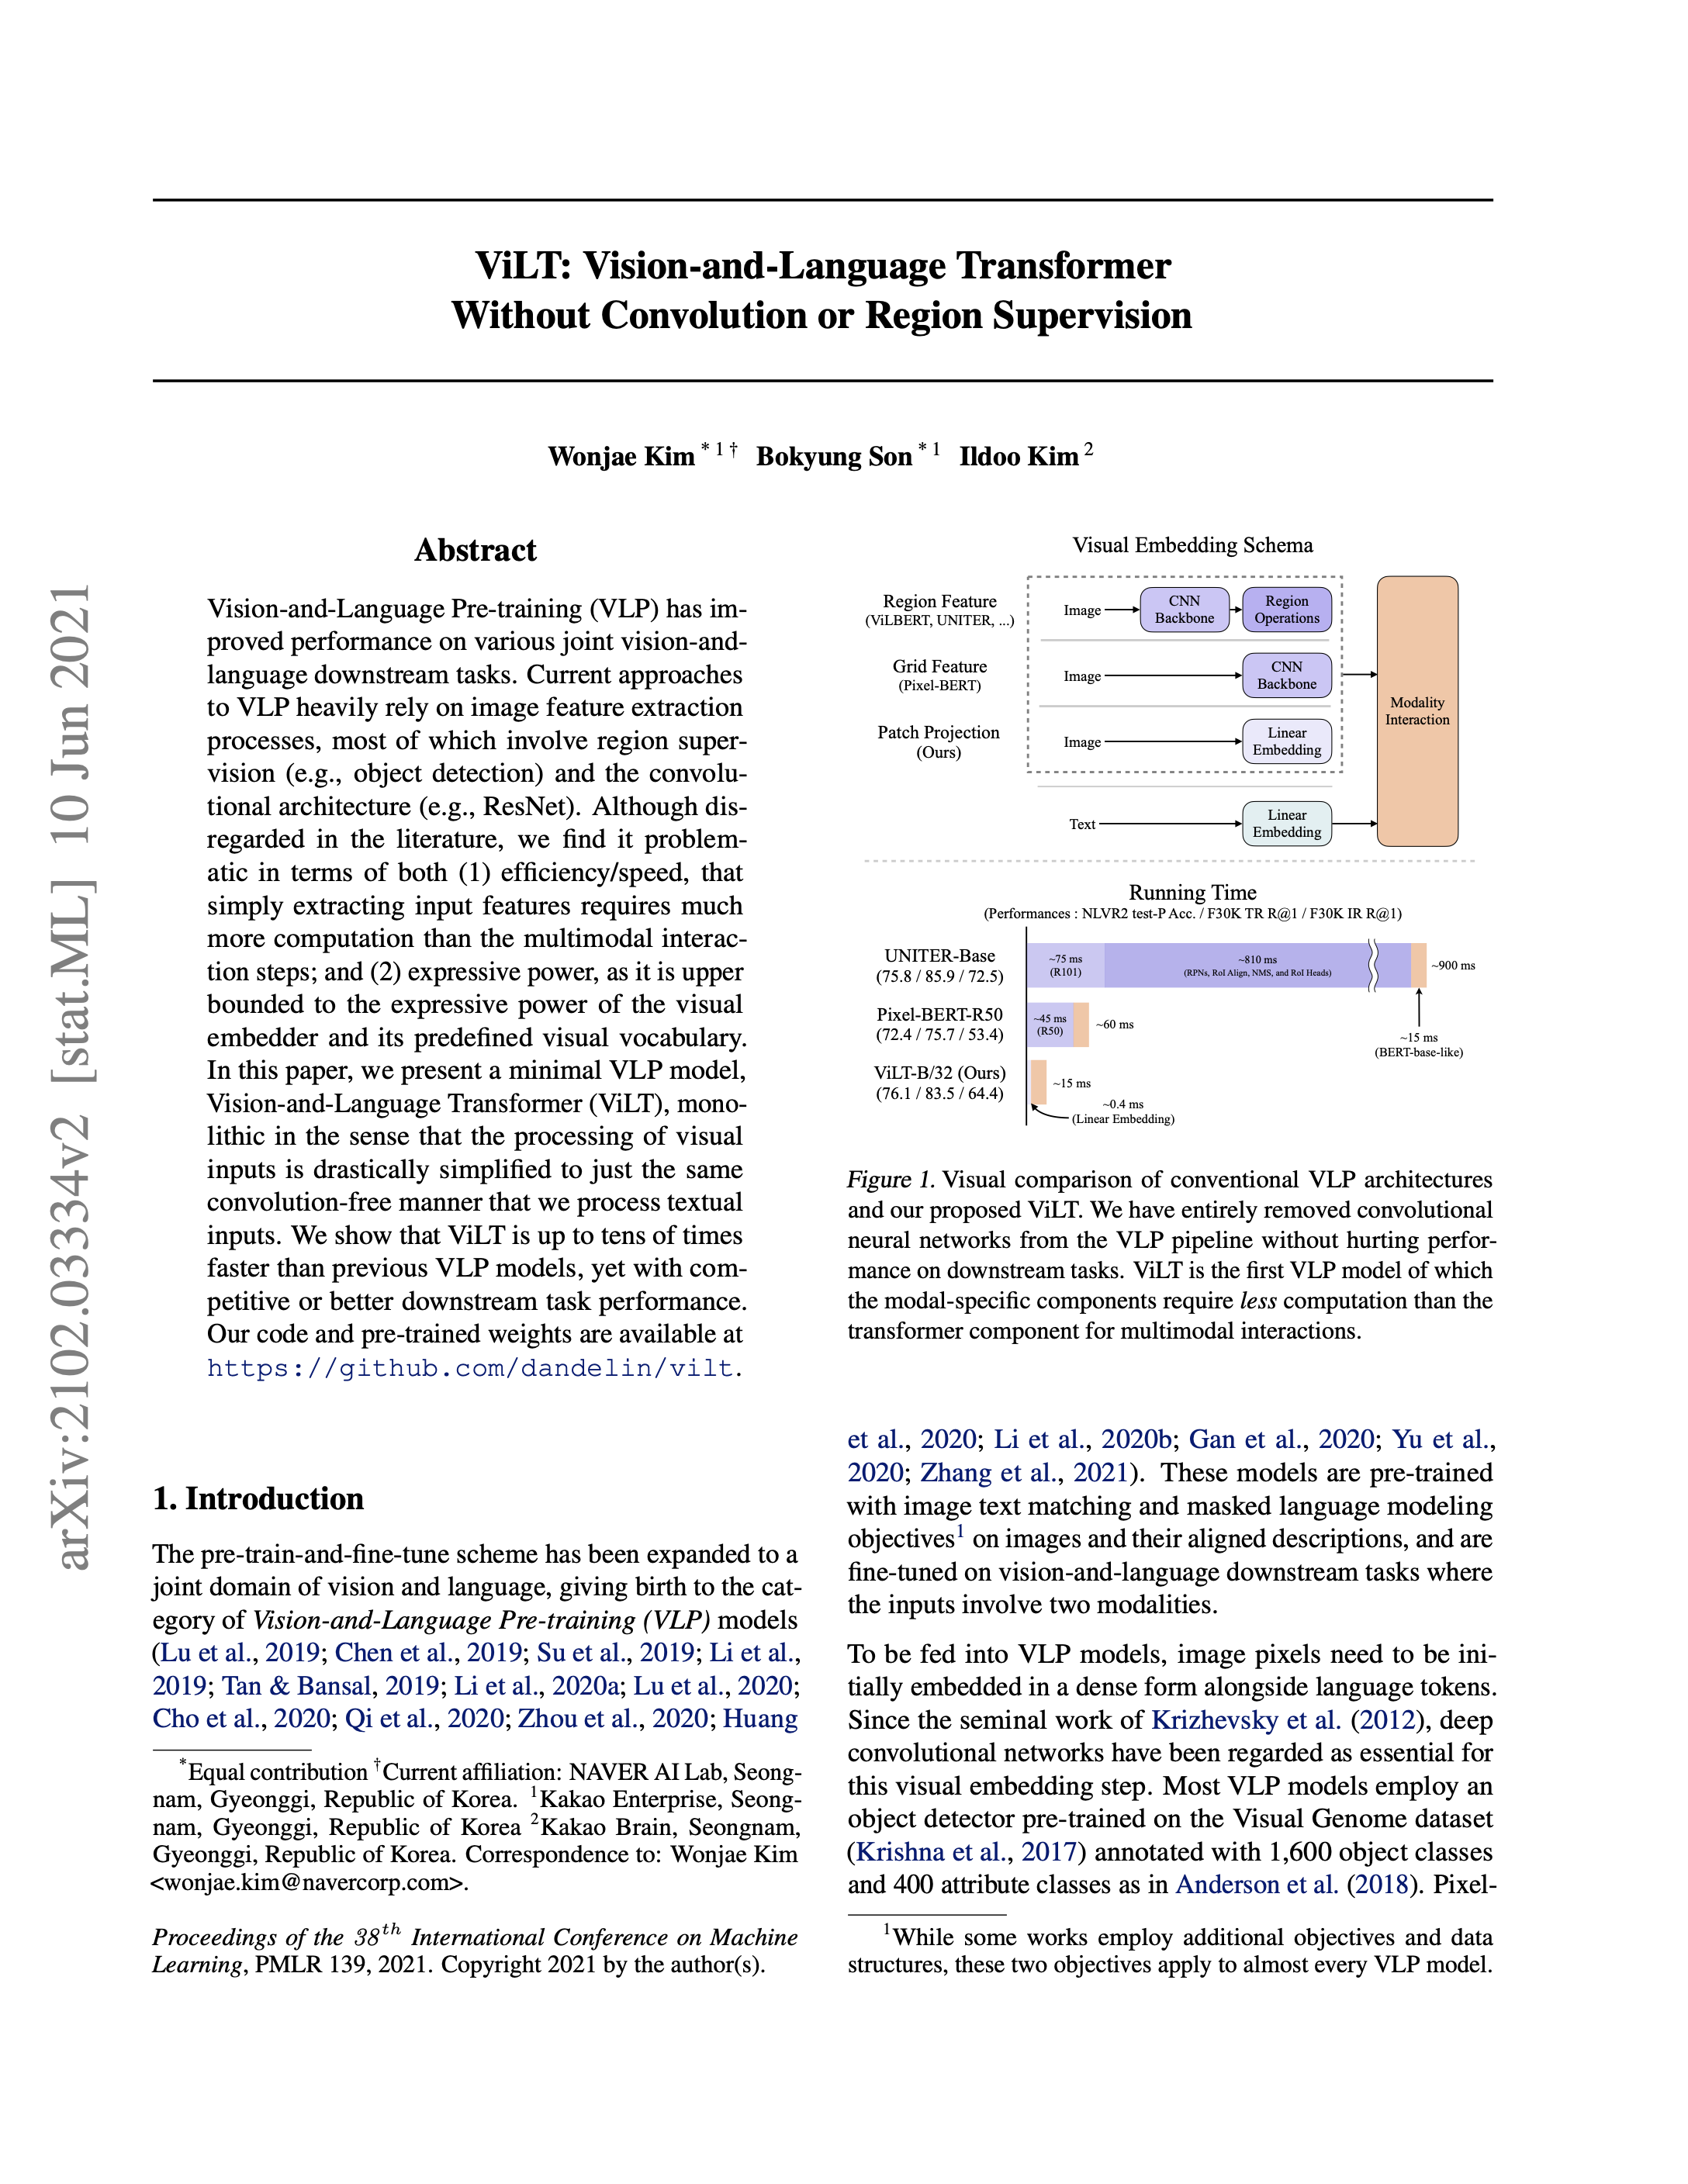 arXiv:2102.03334v2 [stat.ML] 10 Jun 2021
ViLT: Vision-and-Language Transformer
Without Convolution or Region Supervision
Wonjae Kim * 1 † Bokyung Son * 1 Ildoo Kim 2
Abstract
Vision-and-Language Pre-training (VLP) has im-
proved performance on various joint vision-and-
language downstream tasks. Current approaches
to VLP heavily rely on image feature extraction
processes, most of which involve region super-
vision (e.g., object detection) and the convolu-
tional architecture (e.g., ResNet). Although dis-
regarded in the literature, we find it problem-
atic in terms of both (1) efficiency/speed, that
simply extracting input features requires much
more computation than the multimodal interac-
tion steps; and (2) expressive power, as it is upper
bounded to the expressive power of the visual
embedder and its predefined visual vocabulary.
In this paper, we present a minimal VLP model,
Vision-and-Language Transformer (ViLT), mono-
lithic in the sense that the processing of visual
inputs is drastically simplified to just the same
convolution-free manner that we process textual
inputs. We show that ViLT is up to tens of times
faster than previous VLP models, yet with com-
petitive or better downstream task performance.
Our code and pre-trained weights are available at
https://github.com/dandelin/vilt.
1. Introduction
The pre-train-and-fine-tune scheme has been expanded to a
joint domain of vision and language, giving birth to the cat-
egory of Vision-and-Language Pre-training (VLP) models
(Lu et al., 2019; Chen et al., 2019; Su et al., 2019; Li et al.,
2019; Tan & Bansal, 2019; Li et al., 2020a; Lu et al., 2020;
Cho et al., 2020; Qi et al., 2020; Zhou et al., 2020; Huang
*Equal contribution †Current affiliation: NAVER AI Lab, Seong-
nam, Gyeonggi, Republic of Korea. 1Kakao Enterprise, Seong-
nam, Gyeonggi, Republic of Korea 2Kakao Brain, Seongnam,
Gyeonggi, Republic of Korea. Correspondence to: Wonjae Kim
<wonjae.kim@navercorp.com>.
Proceedings of the 38th International Conference on Machine
Learning, PMLR 139, 2021. Copyright 2021 by the author(s).
Visual Embedding Schema
Region Feature
(ViLBERT, UNITER, ...)
Image
CNN
Backbone
Region
Operations
Grid Feature
(Pixel-BERT)
Image
CNN
Backbone
Patch Projection
(Ours)
Image
Linear
Embedding
Text
Linear
Embedding
Modality
Interaction
Running Time
(Performances : NLVR2 test-P Acc. / F30K TR R@1 / F30K IR R@1)
UNITER-Base
(75.8 / 85.9 / 72.5)
~75 ms
(R101)
~810 ms
(RPNs, RoI Align, NMS, and RoI Heads)
~900 ms
~15 ms
(BERT-base-like)
Pixel-BERT-R50
(72.4 / 75.7 / 53.4)
~45 ms
(R50)
~60 ms
ViLT-B/32 (Ours)
(76.1 / 83.5 / 64.4)
~15 ms
~0.4 ms
(Linear Embedding)
Figure 1. Visual comparison of conventional VLP architectures
and our proposed ViLT. We have entirely removed convolutional
neural networks from the VLP pipeline without hurting perfor-
mance on downstream tasks. ViLT is the first VLP model of which
the modal-specific components require less computation than the
transformer component for multimodal interactions.
et al., 2020; Li et al., 2020b; Gan et al., 2020; Yu et al.,
2020; Zhang et al., 2021). These models are pre-trained
with image text matching and masked language modeling
objectives1 on images and their aligned descriptions, and are
fine-tuned on vision-and-language downstream tasks where
the inputs involve two modalities.
To be fed into VLP models, image pixels need to be ini-
tially embedded in a dense form alongside language tokens.
Since the seminal work of Krizhevsky et al. (2012), deep
convolutional networks have been regarded as essential for
this visual embedding step. Most VLP models employ an
object detector pre-trained on the Visual Genome dataset
(Krishna et al., 2017) annotated with 1,600 object classes
and 400 attribute classes as in Anderson et al. (2018). Pixel-
1While some works employ additional objectives and data
structures, these two objectives apply to almost every VLP model.